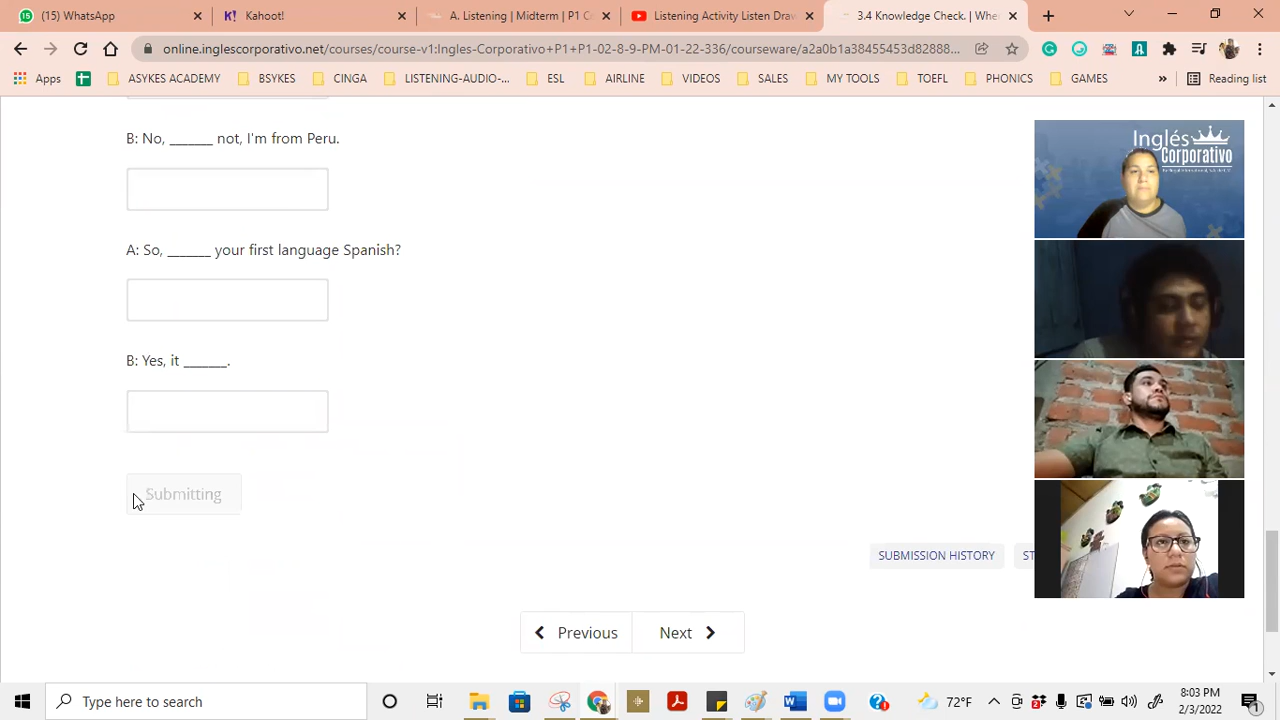 (15) WhatsApp
Kahoot!
A. Listening | Midterm | P1 C
Listening Activity Listen Draw
3.4 Knowledge Check. | Whe
online.inglescorporativo.net/courses/course-v1:Ingles-Corporativo+P1+P1-02-8-9-PM-01-22-336/courseware/a2a0b1a38455453d82888...
Apps
ASYKES ACADEMY
BSYKES
CINGA
LISTENING-AUDIO-...
ESL
AIRLINE
VIDEOS
SALES
MY TOOLS
TOEFL
PHONICS
GAMES
»
Reading list
B: No, _______ not, I'm from Peru.
A: So, _______ your first language Spanish?
B: Yes, it _______.
Submitting
SUBMISSION HISTORY
ST
Previous
Next
Inglés
Corporativo
Type here to search
72°F
8:03 PM
2/3/2022